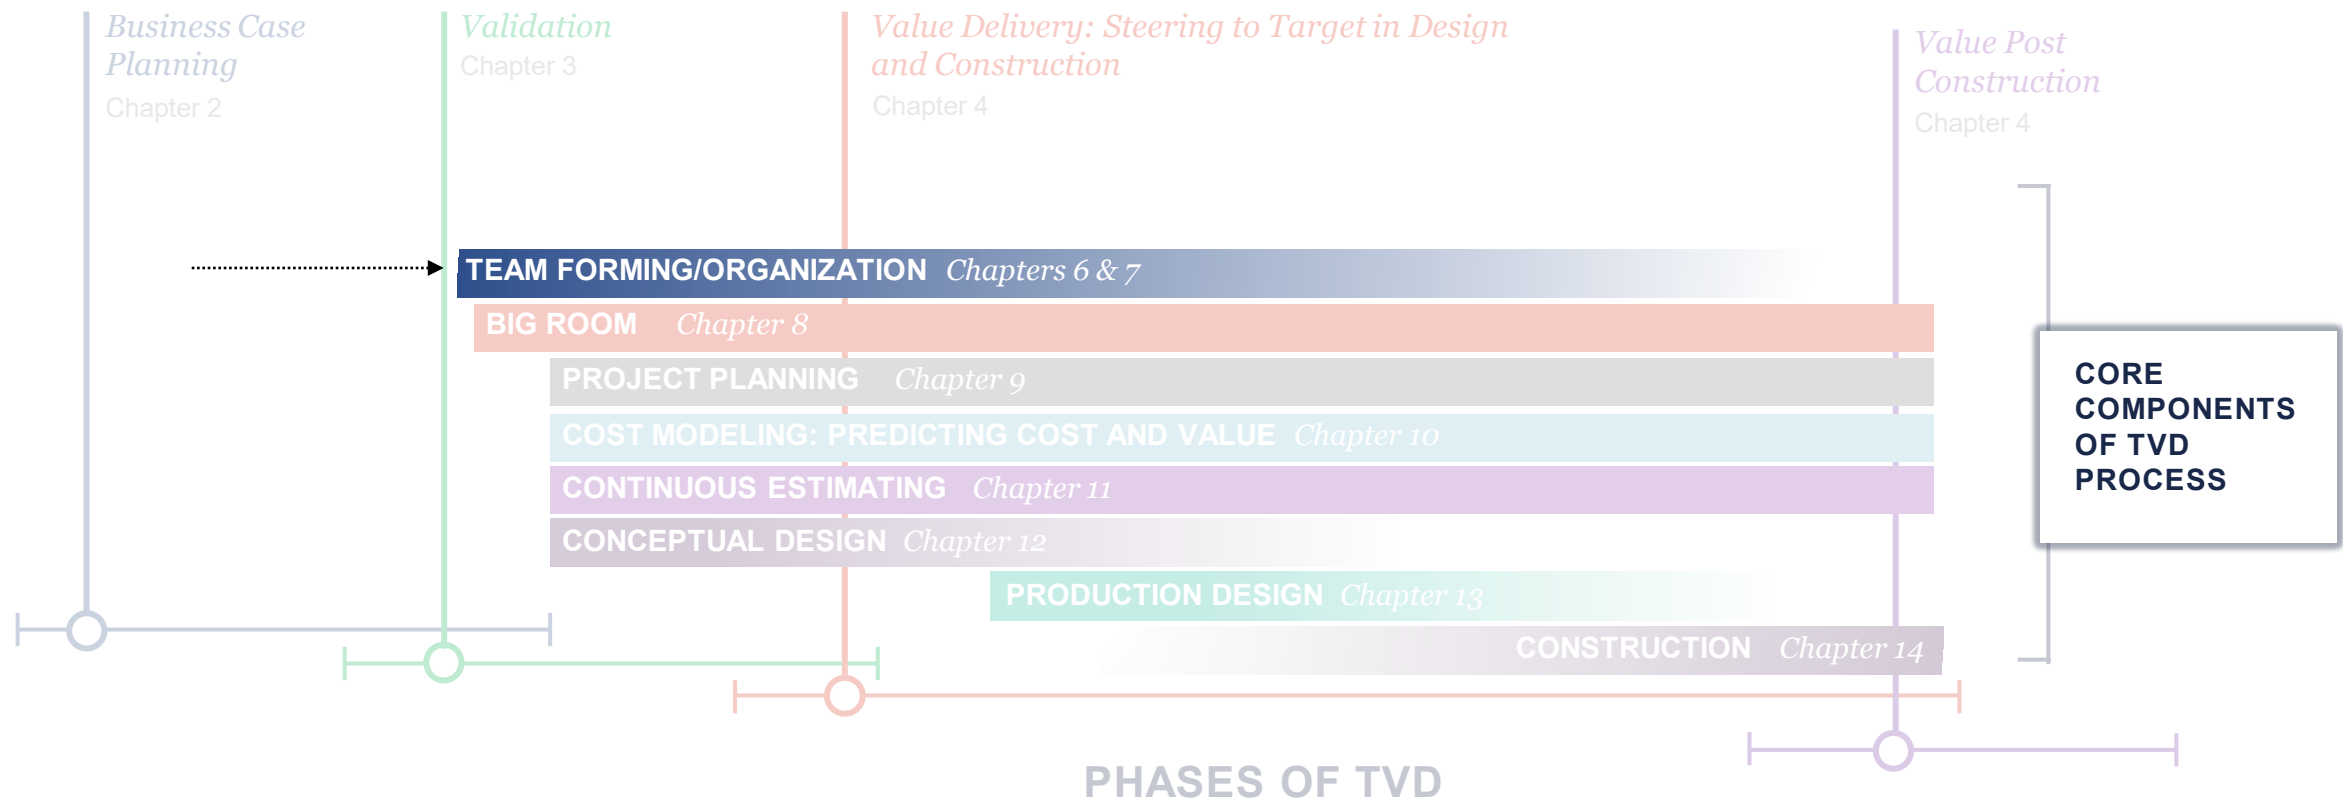 Business Case
Planning
Chapter 2
Validation
Chapter 3
Value Delivery: Steering to Target in Design
and Construction
Chapter 4
Value Post
Construction
Chapter 4
TEAM FORMING/ORGANIZATION Chapters 6 & 7
BIG ROOM Chapter 8
PROJECT PLANNING Chapter 9
COST MODELING: PREDICTING COST AND VALUE Chapter 10
CONTINUOUS ESTIMATING Chapter 11
CONCEPTUAL DESIGN Chapter 12
PRODUCTION DESIGN Chapter 13
CONSTRUCTION Chapter 14
CORE
COMPONENTS
OF TVD
PROCESS
PHASES OF TVD